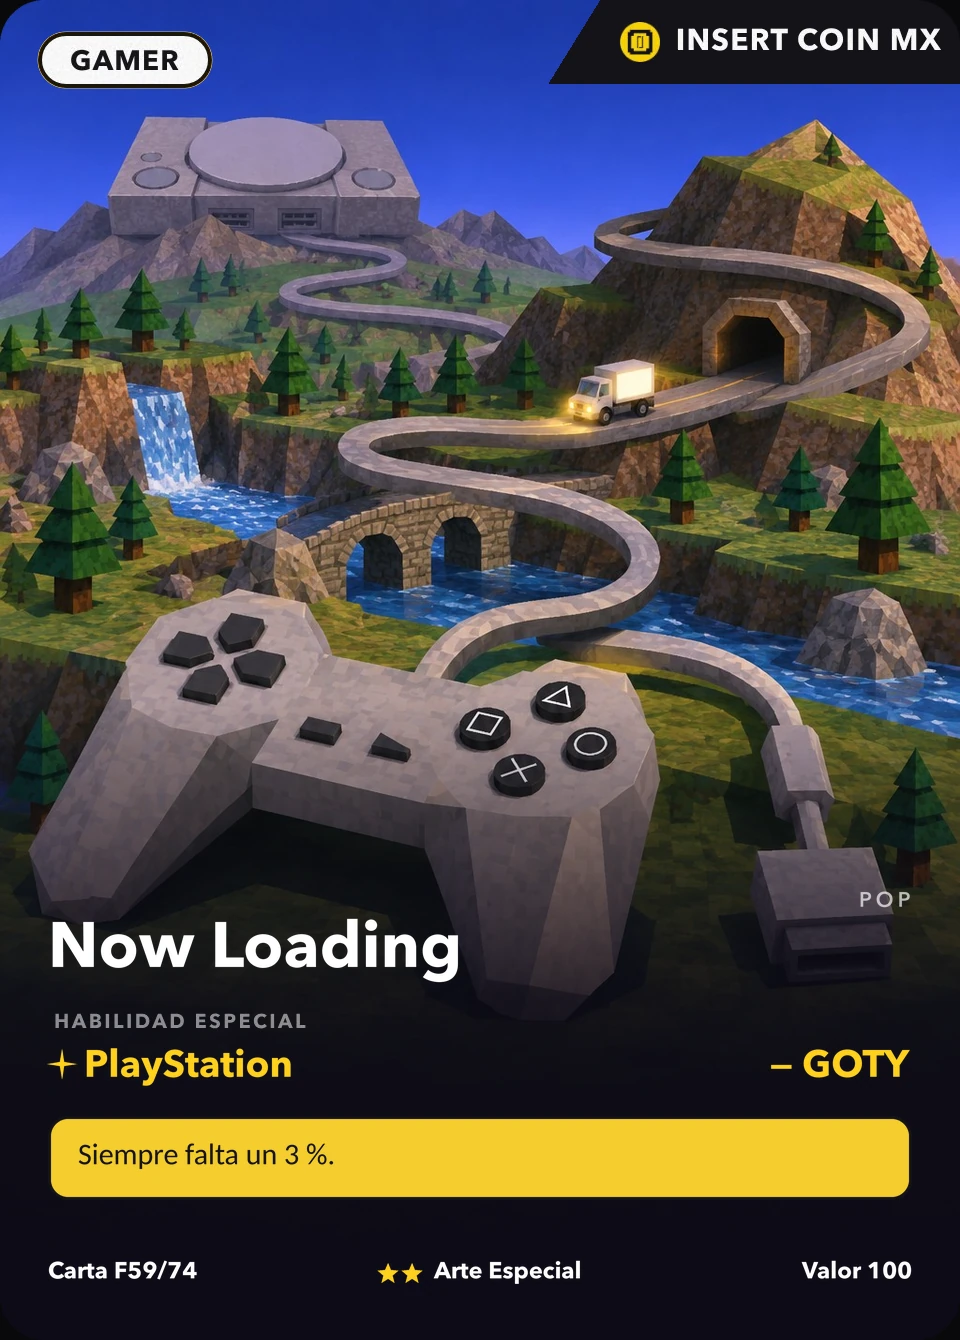 GAMER
INSERT COIN MX
POP
Now Loading
HABILIDAD ESPECIAL
PlayStation
– GOTY
Siempre falta un 3 %.
Carta F59/74
★★ Arte Especial
Valor 100